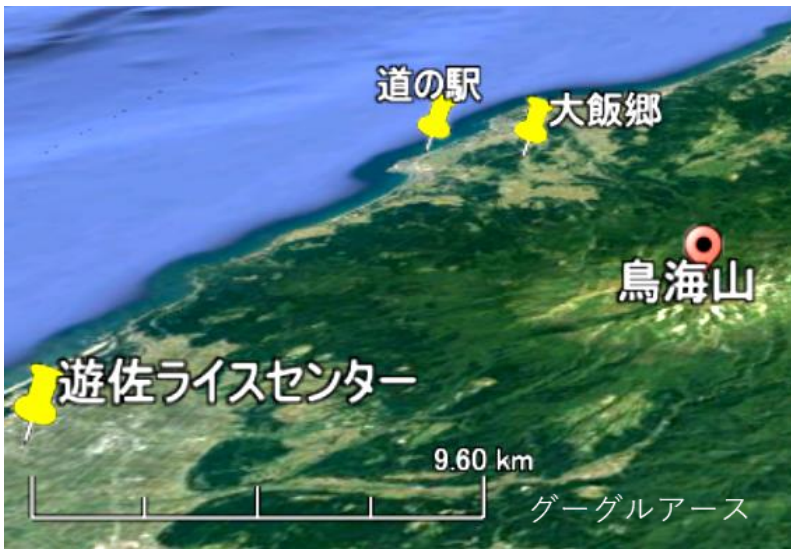 道の駅
大飯郷
鳥海山
遊佐ライスセンター
9.60 km
グーグルアース